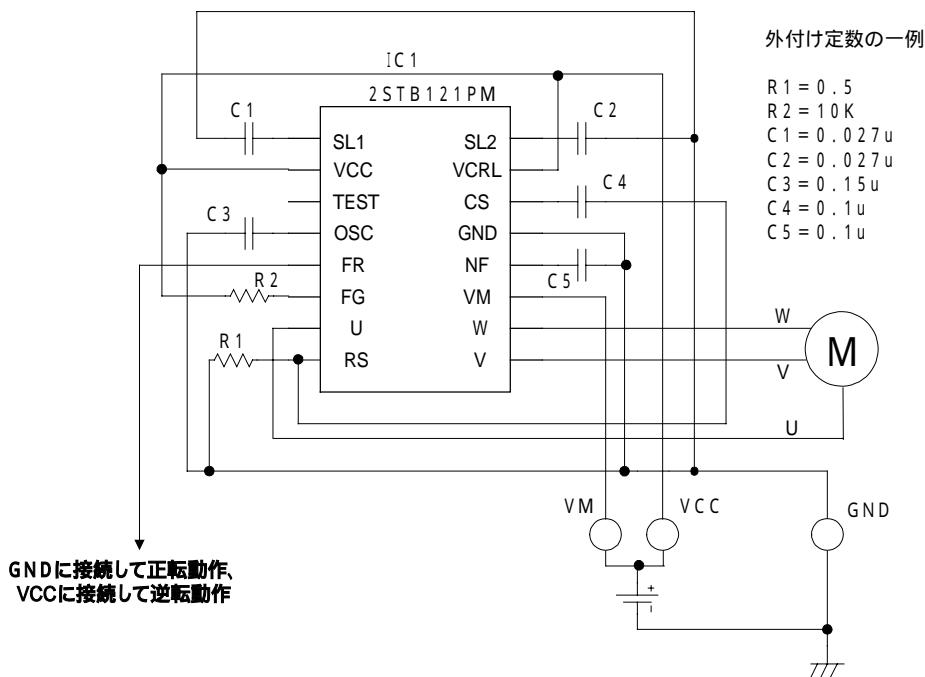 外付け定数の一例
IC1
2STB121PM
R1=0.5
R2=10K
C1=0.027u
C2=0.027u
C3=0.15u
C4=0.1u
C5=0.1u
C1
C2
SL1
SL2
VCC
VCRL
C4
TEST
CS
C3
OSC
GND
FR
NF
R2
C5
FG
VM
U
W
W
R1
RS
V
V
M
U
VM
VCC
GND
GNDに接続して正転動作、
VCCに接続して逆転動作
+
-